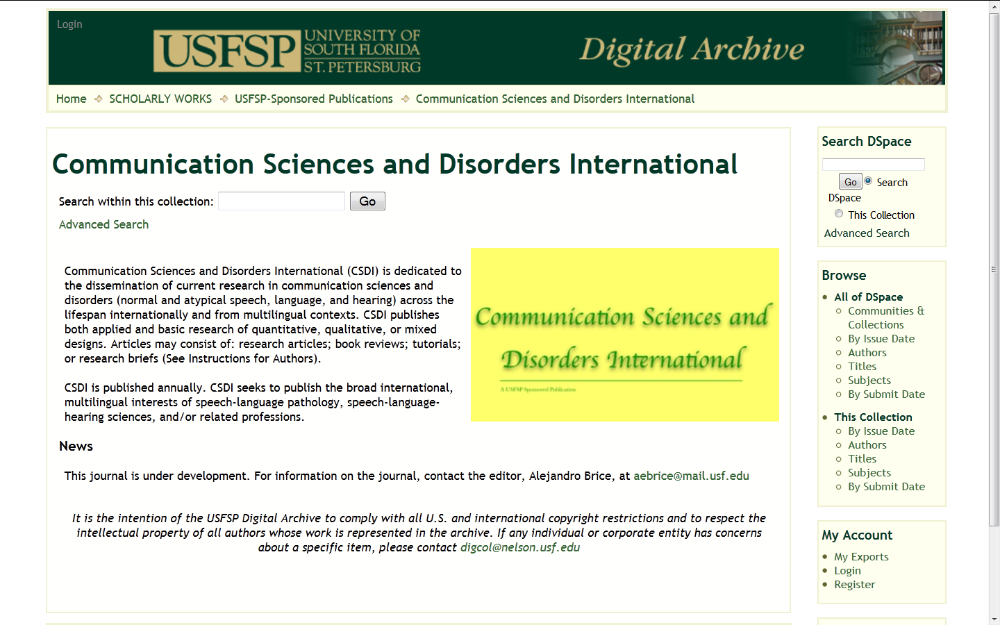 Login
USFSP UNIVERSITY OF
SOUTH FLORIDA
ST. PETERSBURG
Digital Archive
Home SCHOLARLY WORKS USFSP-Sponsored Publications Communication Sciences and Disorders International
Communication Sciences and Disorders International
Search within this collection: Go
Advanced Search
Communication Sciences and Disorders International (CSDI) is dedicated to
the dissemination of current research in communication sciences and
disorders (normal and atypical speech, language, and hearing) across the
lifespan internationally and from multilingual contexts. CSDI publishes
both applied and basic research of quantitative, qualitative, or mixed
designs. Articles may consist of: research articles; book reviews; tutorials;
or research briefs (See Instructions for Authors).
CSDI is published annually. CSDI seeks to publish the broad international,
multilingual interests of speech-language pathology, speech-language-
hearing sciences, and/or related professions.
Communication Sciences and
Disorders International
A USFSP Sponsored Publication
News
This journal is under development. For information on the journal, contact the editor, Alejandro Brice, at aebrice@mail.usf.edu
It is the intention of the USFSP Digital Archive to comply with all U.S. and international copyright restrictions and to respect the
intellectual property of all authors whose work is represented in the archive. If any individual or corporate entity has concerns
about a specific item, please contact digcol@nelson.usf.edu
Search DSpace
Go Search
DSpace
This Collection
Advanced Search
Browse
All of DSpace
Communities &
Collections
By Issue Date
Authors
Titles
Subjects
By Submit Date
This Collection
By Issue Date
Authors
Titles
Subjects
By Submit Date
My Account
My Exports
Login
Register